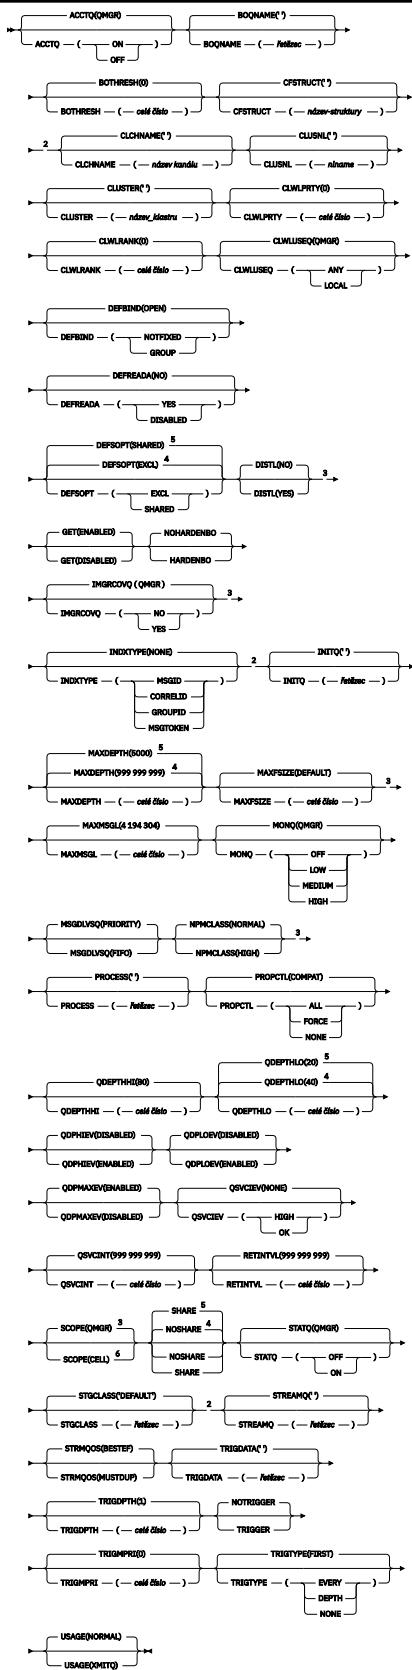 ACCTQ(QMGR) BOQNAME(' ')
ACCTQ ( ON ) BOQNAME ( řetězec )
OFF
BOTHRESH(0) CFSTRUCT(' ')
BOTHRESH ( celé číslo ) CFSTRUCT ( název-struktury )
2 CLCHNAME(' ') CLUSNL(' ')
CLCHNAME ( název kanálu ) CLUSNL ( nlname )
CLUSTER(' ') CLWLPRTY(0)
CLUSTER ( název_klastru ) CLWLPRTY ( celé číslo )
CLWLRANK(0) CLWLUSEQ(QMGR)
CLWLRANK ( celé číslo ) CLWLUSEQ ( ANY )
LOCAL
DEFBIND(OPEN)
DEFBIND ( NOTFIXED )
GROUP
DEFREADA(NO)
DEFREADA ( YES )
DISABLED
DEFSOPT(SHARED) 5
DEFSOPT(EXCL) 4 DISTL(NO) 3
DEFSOPT ( EXCL ) DISTL(YES)
SHARED
GET(ENABLED) NOHARDENBO
GET(DISABLED) HARDENBO
IMGRCOVQ ( QMGR ) 3
IMGRCOVQ ( NO )
YES
INDXTYPE(NONE) 2 INITQ(' ')
INDXTYPE ( MSGID ) INITQ ( řetězec )
CORRELID
GROUPID
MSGTOKEN
MAXDEPTH(5000) 5
MAXDEPTH(999 999 999) 4 MAXFSIZE(DEFAULT) 3
MAXDEPTH ( celé číslo ) MAXFSIZE ( celé číslo )
MAXMSGL(4 194 304) MONQ(QMGR)
MAXMSGL ( celé číslo ) MONQ ( OFF )
LOW
MEDIUM
HIGH
MSGDLVSQ(PRIORITY) NPMCLASS(NORMAL) 3
MSGDLVSQ(FIFO) NPMCLASS(HIGH)
PROCESS(' ') PROPCTL(COMPAT)
PROCESS ( řetězec ) PROPCTL ( ALL )
FORCE
NONE
QDEPTHLO(20) 5
QDEPTHHI(80) QDEPTHLO(40) 4
QDEPTHHI ( celé číslo ) QDEPTHLO ( celé číslo )
QDPHIEV(DISABLED) QDPLOEV(DISABLED)
QDPHIEV(ENABLED) QDPLOEV(ENABLED)
QDPMAXEV(ENABLED) QSVCIEV(NONE)
QDPMAXEV(DISABLED) QSVCIEV ( HIGH )
OK
QSVCINT(999 999 999) RETINTVL(999 999 999)
QSVCINT ( celé číslo ) RETINTVL ( celé číslo )
SHARE 5
SCOPE(QMGR) 3 NOSHARE 4 STATQ(QMGR)
SCOPE(CELL) 6 NOSHARE STATQ ( OFF )
SHARE ON
STGCLASS('DEFAULT') 2 STREAMQ(' ')
STGCLASS ( řetězec ) STREAMQ ( řetězec )
STRMQOS(BESTEF) TRIGDATA(' ')
STRMQOS(MUSTDUP) TRIGDATA ( řetězec )
TRIGDPTH(1) NOTRIGGER
TRIGDPTH ( celé číslo ) TRIGGER
TRIGMPRI(0) TRIGTYPE(FIRST)
TRIGMPRI ( celé číslo ) TRIGTYPE ( EVERY )
DEPTH
NONE
USAGE(NORMAL)
USAGE(XMITQ)